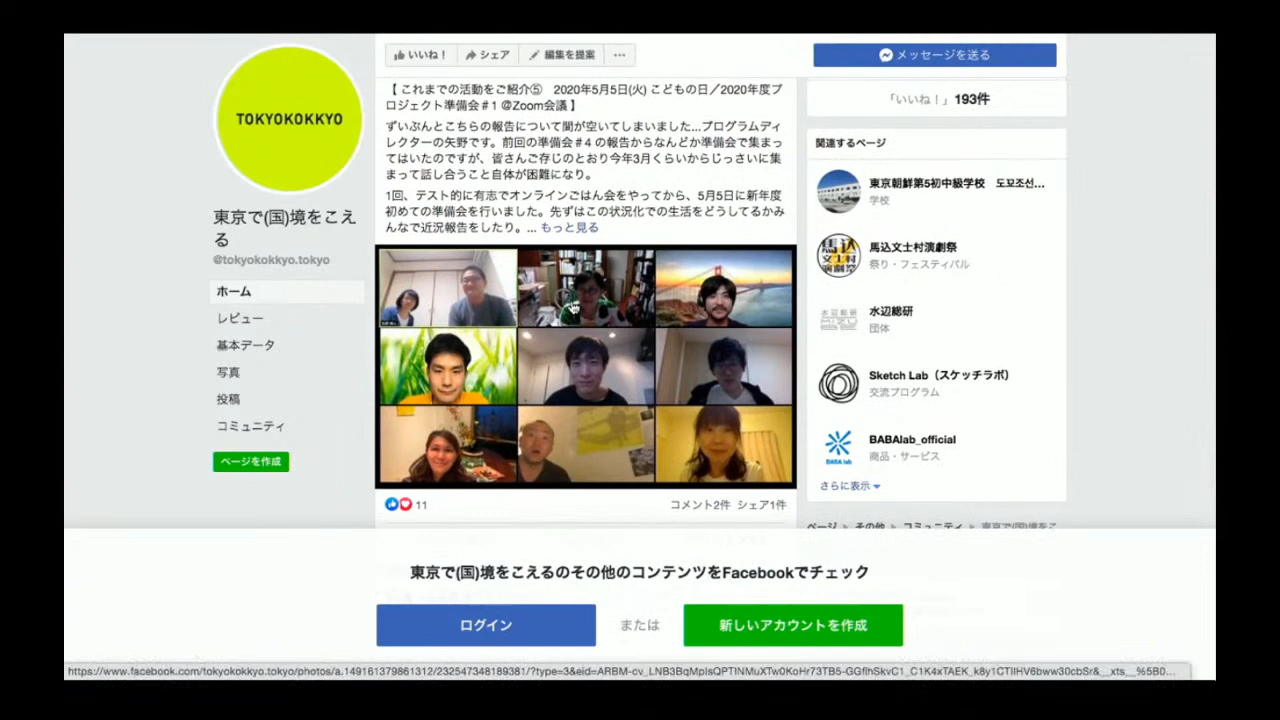 TOKYOKOKKYO
東京で(国)境をこえ
る
@tokyokokkyo.tokyo
ホーム
レビュー
基本データ
写真
投稿
コミュニティ
ページを作成
いいね！
シェア
編集を提案
...
【 これまでの活動をご紹介⑤　2020年5月5日(火) こどもの日／2020年度プ
ロジェクト準備会＃1 @Zoom会議 】
ずいぶんとこちらの報告について間が空いてしまいました...プログラムディ
レクターの矢野です。前回の準備会＃4 の報告からなんどか準備会で集まっ
てはいたのですが、皆さんご存じのとおり今年3月くらいからじっさいに集
まって話し合うこと自体が困難になり。
1回、テスト的に有志でオンラインごはん会をやってから、5月5日に新年度
初めての準備会を行いました。先ずはこの状況化での生活をどうしてるかみ
んなで近況報告をしたり。... もっと見る
11
コメント2件 シェア1件
メッセージを送る
「いいね！」193件
関連するページ
東京朝鮮第5初中級学校　도꾜조선...
学校
馬込文士村演劇祭
祭り・フェスティバル
水辺総研
団体
Sketch Lab（スケッチラボ）
交流プログラム
BABAlab_official
商品・サービス
さらに表示
ページ
その他
コミュニティ
東京で(国)境をこ
東京で(国)境をこえるのその他のコンテンツをFacebookでチェック
ログイン
または
新しいアカウントを作成